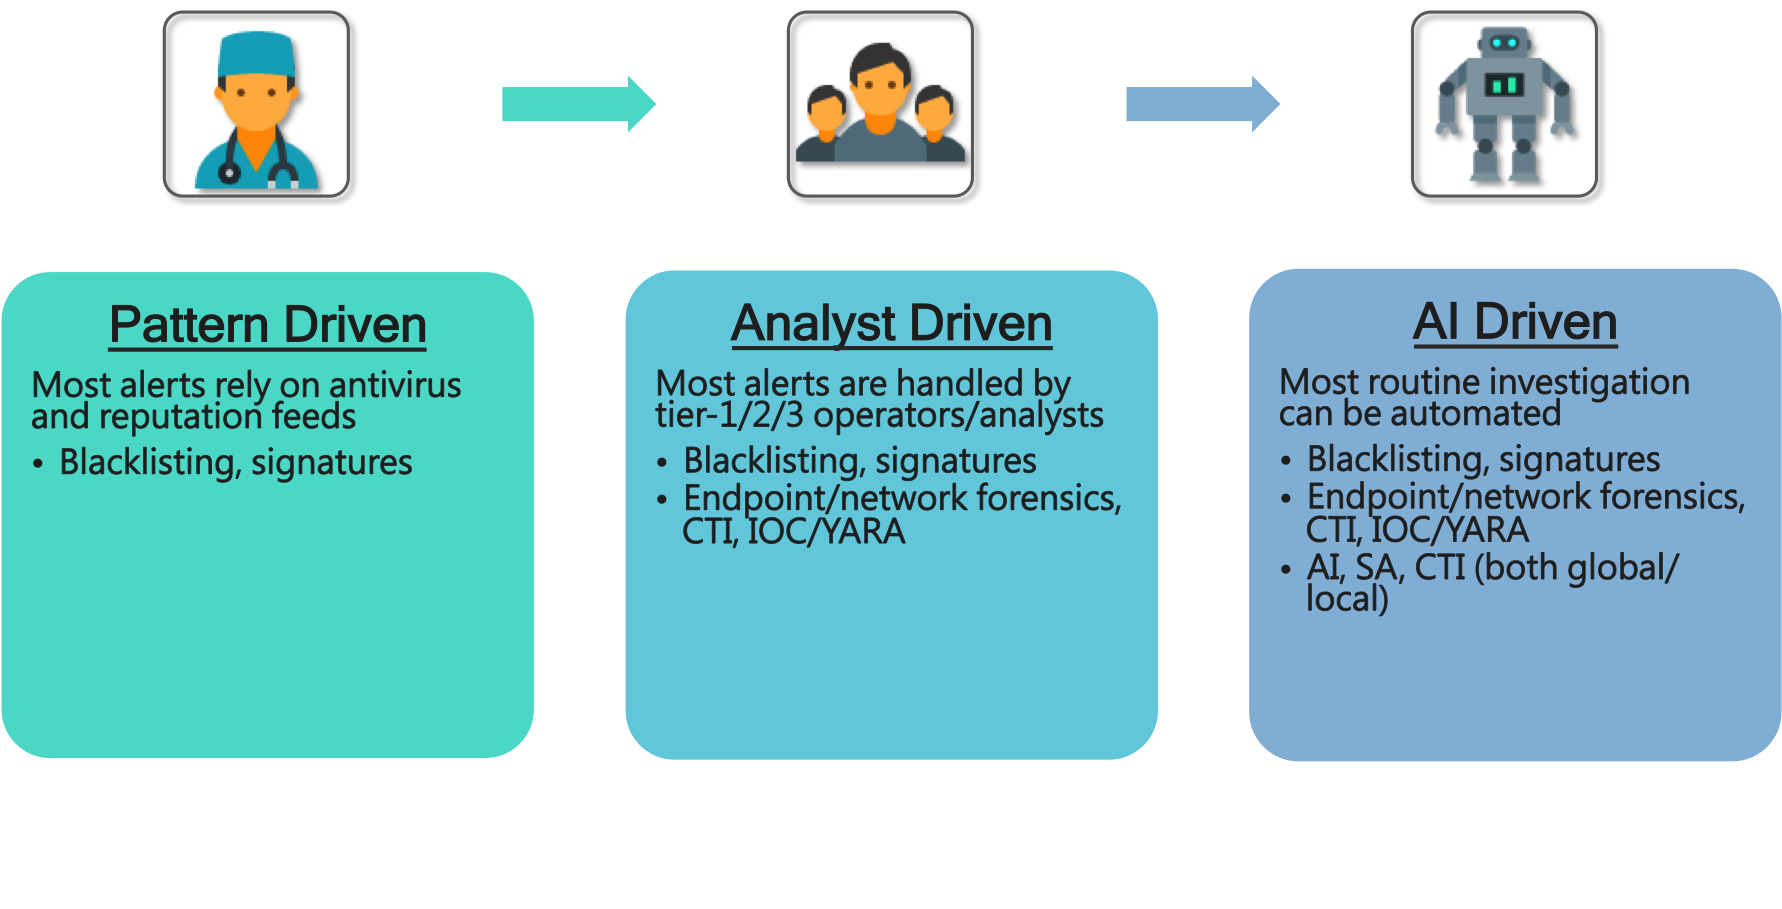 Pattern Driven
Most alerts rely on antivirus
and reputation feeds
• Blacklisting, signatures
Analyst Driven
Most alerts are handled by
tier-1/2/3 operators/analysts
• Blacklisting, signatures
• Endpoint/network forensics,
CTI, IOC/YARA
AI Driven
Most routine investigation
can be automated
• Blacklisting, signatures
• Endpoint/network forensics,
CTI, IOC/YARA
• AI, SA, CTI (both global/
local)